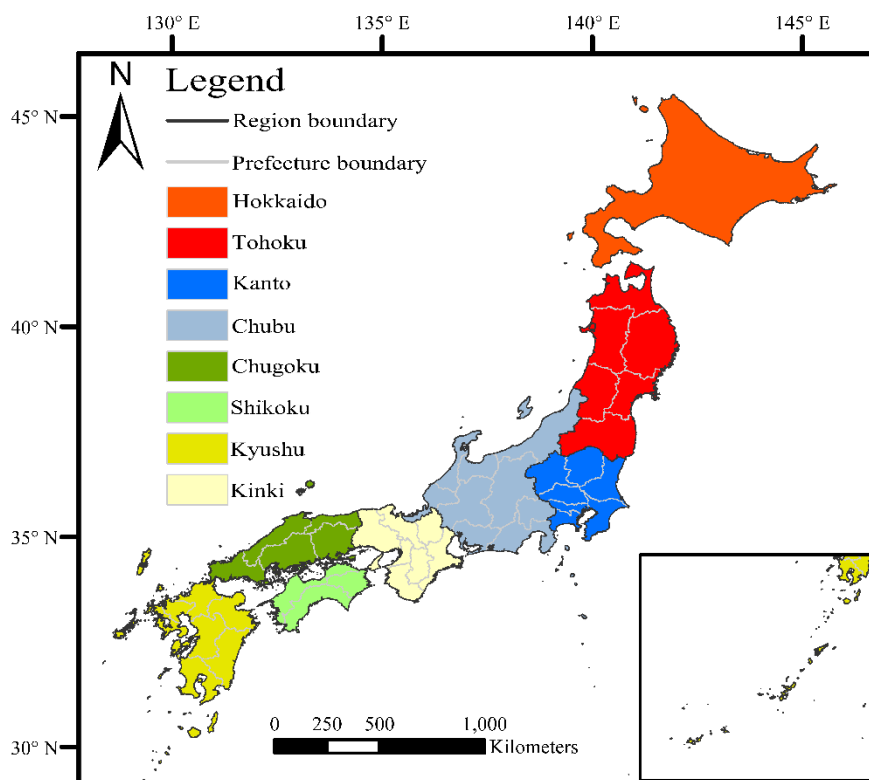 130° E 135° E 140° E 145° E
N
Legend
45° N
Region boundary
Prefecture boundary
Hokkaido
Tohoku
Kanto
40° N
Chubu
Chugoku
Shikoku
Kyushu
Kinki
35° N
0 250 500 1,000
Kilometers
30° N